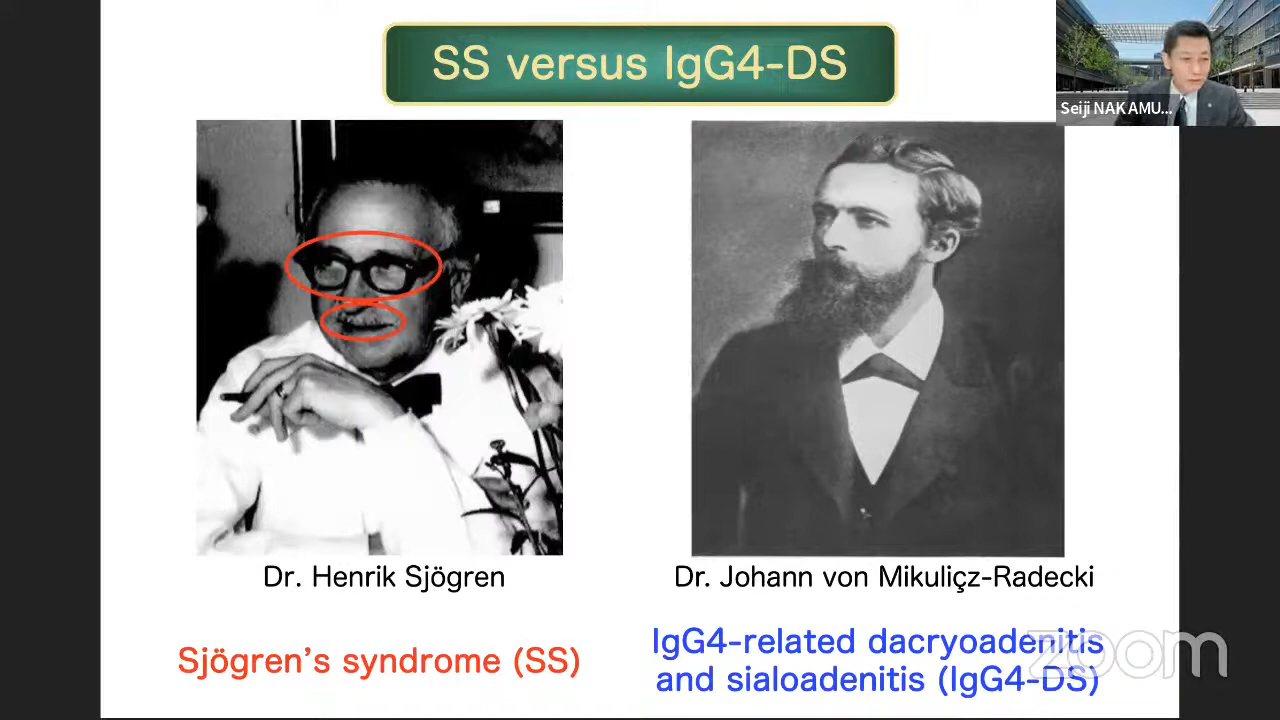 SS versus IgG4-DS
Seiji NAKAMU...
Dr. Henrik Sjögren
Dr. Johann von Mikuliçz-Radecki
Sjögren's syndrome (SS)
IgG4-related dacryoadenitis
and sialoadenitis (IgG4-DS)
zoom